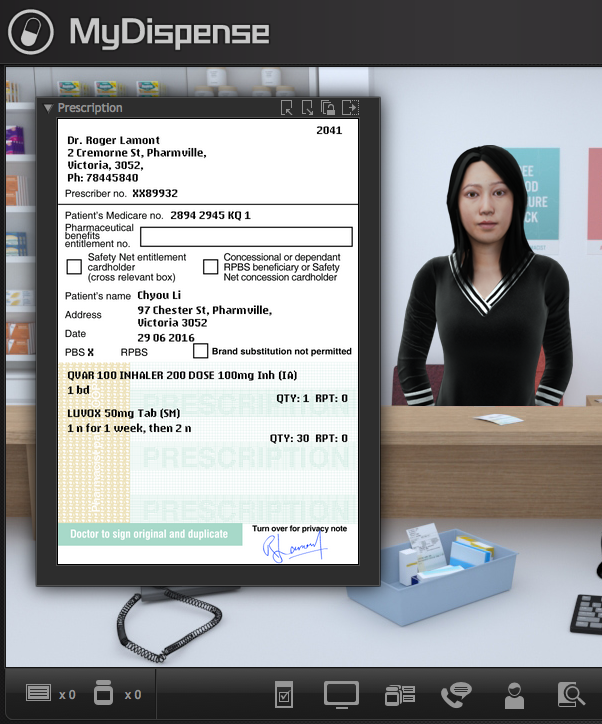 MyDispense
Prescription
2041
Dr. Roger Lamont
2 Cremorne St, Pharmville,
Victoria, 3052,
Ph: 78445840
Prescriber no. XX89932
Patient's Medicare no. 2894 2945 KQ 1
Pharmaceutical
benefits
entitlement no.
Safety Net entitlement
cardholder
(cross relevant box)
Concessional or dependant
RPBS beneficiary or Safety
Net concession cardholder
Patient's name Chyou Li
Address 97 Chester St, Pharmville,
Victoria 3052
Date 29 06 2016
PBS X RPBS Brand substitution not permitted
QVAR 100 INHALER 200 DOSE 100mg Inh (IA)
1 bd
QTY: 1 RPT: 0
LUVOX 50mg Tab (SM)
1 n for 1 week, then 2 n
QTY: 30 RPT: 0
PRESCRIPTION
PRESCRIPTION
PRESCRIPTION
Doctor to sign original and duplicate
Turn over for privacy note
x 0 x 0